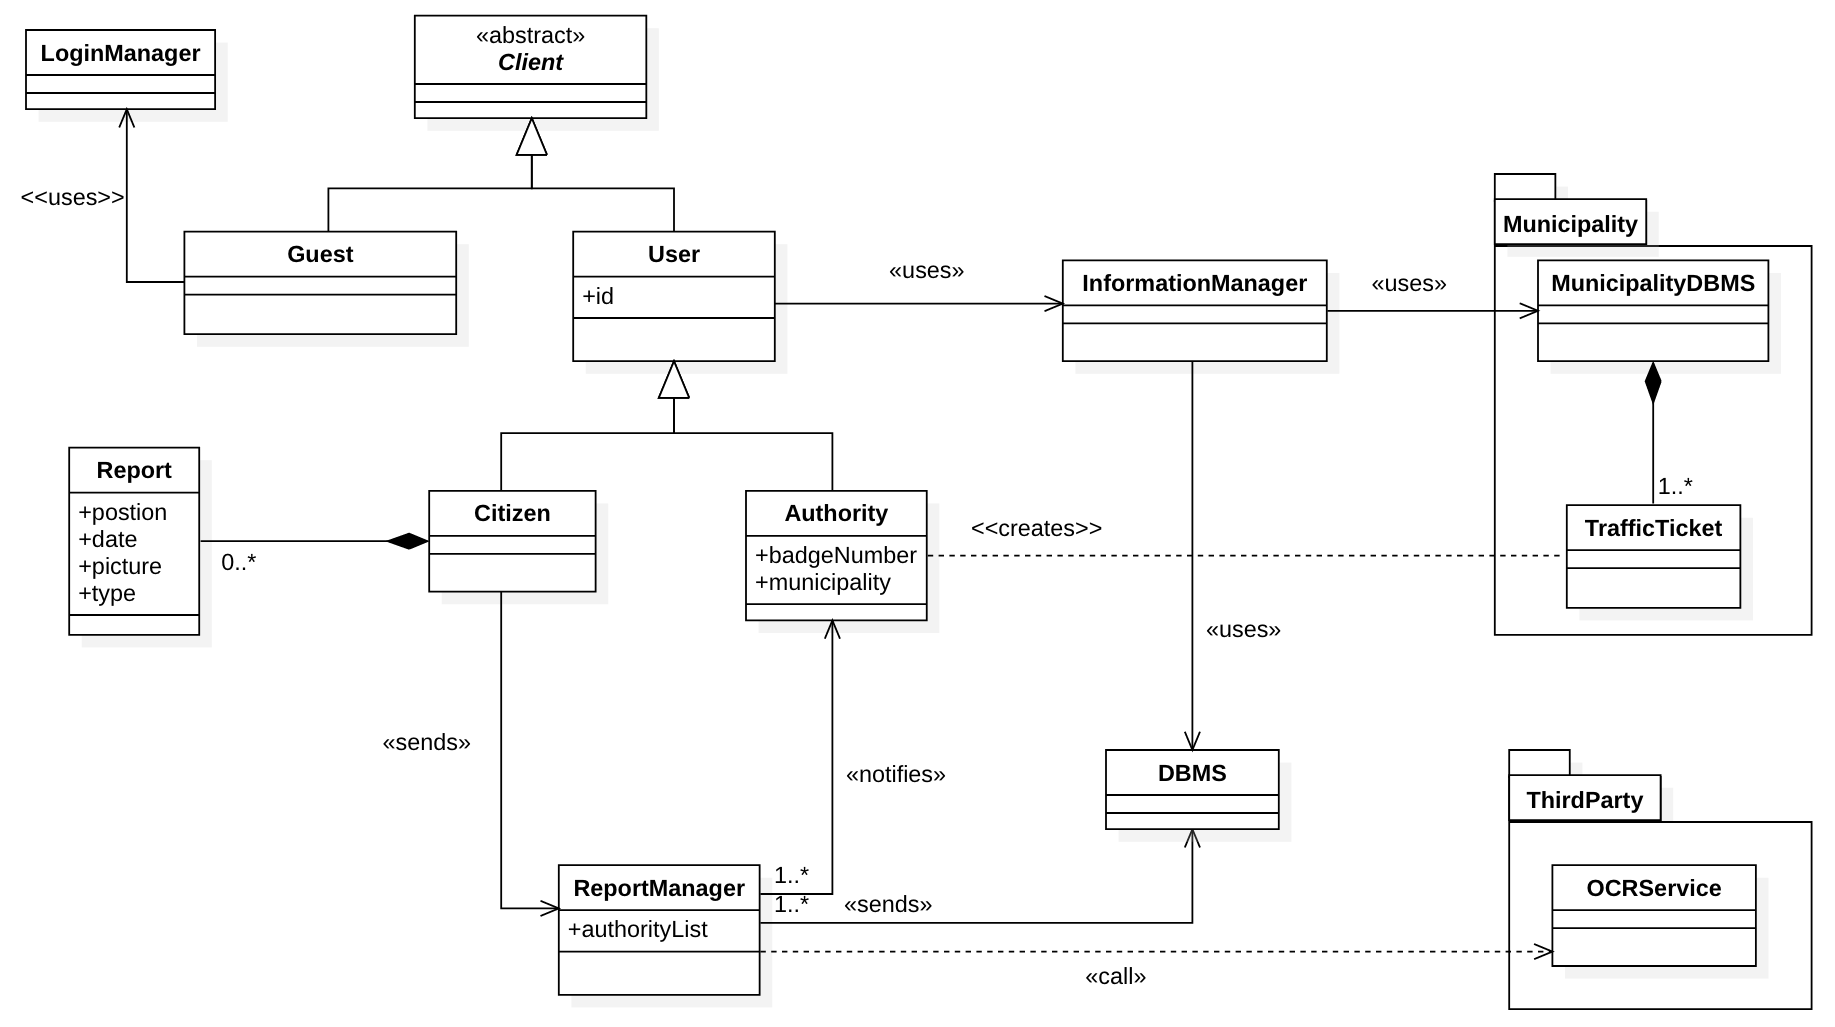 LoginManager
«abstract»
Client
<<uses>>
Guest
User
+id
«uses»
InformationManager
«uses»
Municipality
MunicipalityDBMS
1..*
TrafficTicket
Report
+postion
+date
+picture
+type
0..*
Citizen
Authority
+badgeNumber
+municipality
<<creates>>
«uses»
«sends»
«notifies»
DBMS
ThirdParty
OCRService
ReportManager
+authorityList
1..*
1..*
«sends»
«call»